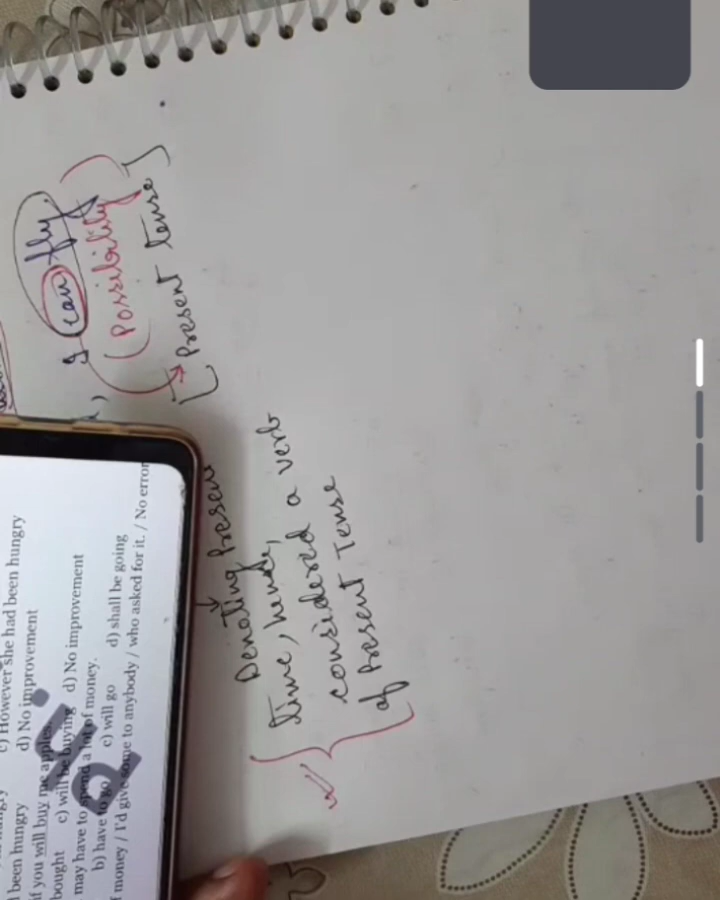 I can fly
(Possibility)
[Present tense]
Denoting Present
time, hence,
considered a verb
of Present Tense
c) However she had been hungry
been hungry d) No improvement
if you will buy me apples.
bought c) will be buying d) No improvement
may have to spend a lot of money.
b) have to go c) will go d) shall be going
money / I'd give some to anybody / who asked for it. / No error